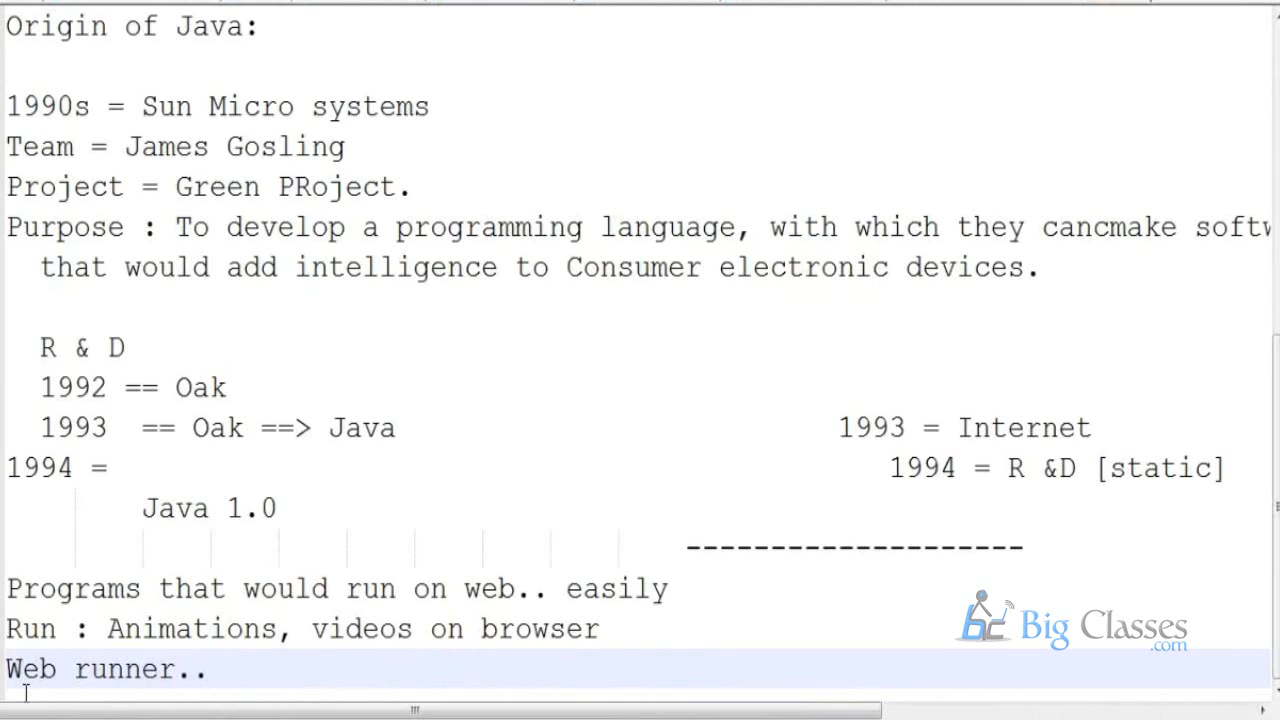 Origin of Java:
1990s = Sun Micro systems
Team = James Gosling
Project = Green PRoject.
Purpose : To develop a programming language, with which they cancmake softw
that would add intelligence to Consumer electronic devices.
R & D
1992 == Oak
1993 == Oak ==> Java 1993 = Internet
1994 = 1994 = R &D [static]
Java 1.0
--------------------
Programs that would run on web.. easily
Run : Animations, videos on browser
Web runner..
bc Big Classes
.com